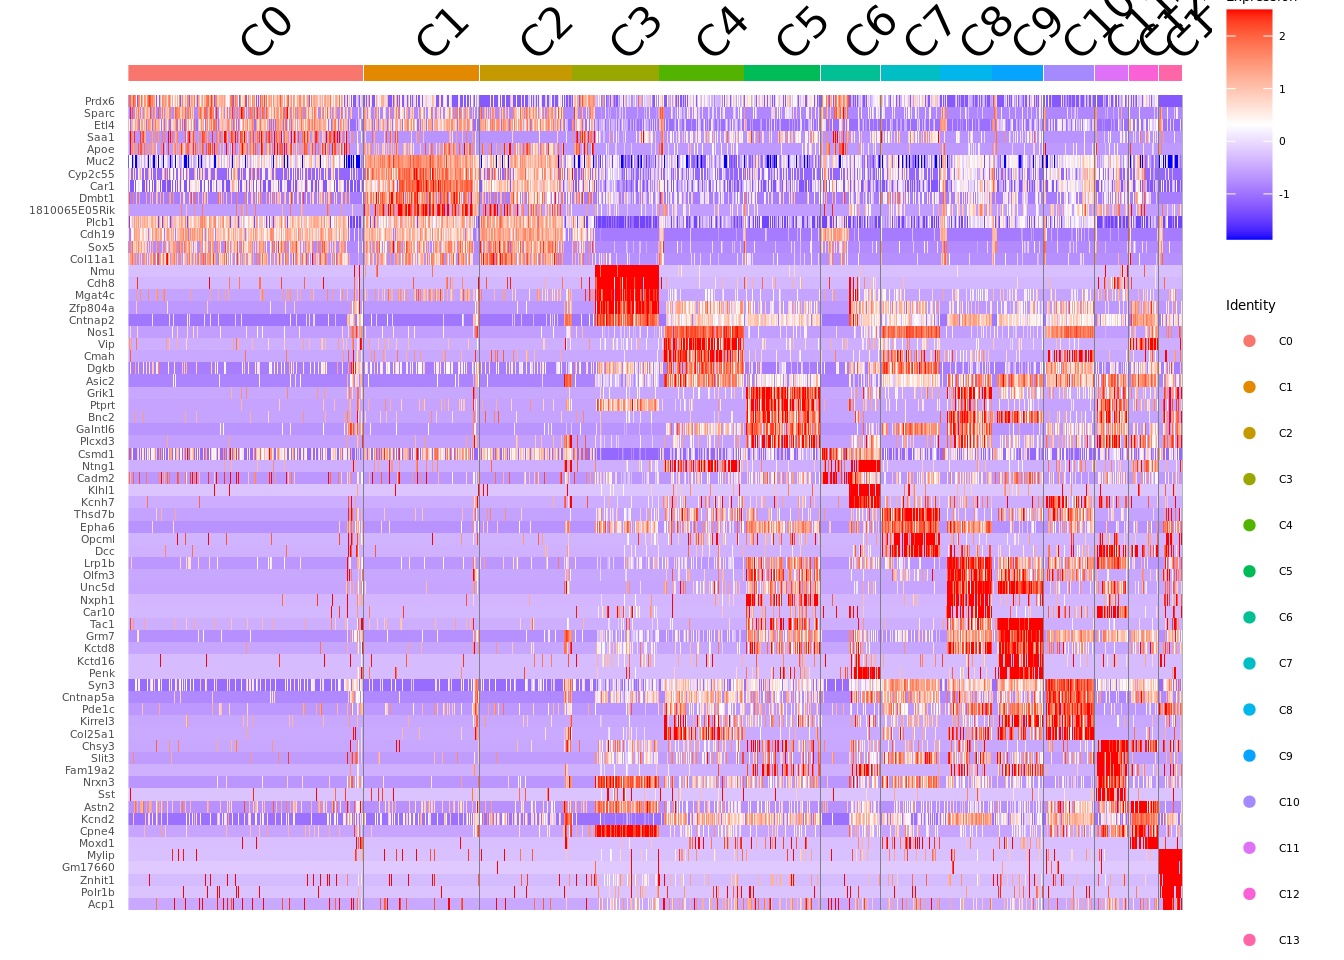 C0 C1 C2 C3 C4 C5 C6 C7 C8 C9 C10 C11 C12 C13
Expression
2
1
0
-1
Prdx6
Sparc
Etl4
Saa1
Apoe
Muc2
Cyp2c55
Car1
Dmbt1
1810065E05Rik
Plcb1
Cdh19
Sox5
Col11a1
Nmu
Cdh8
Mgat4c
Zfp804a
Cntnap2
Nos1
Vip
Cmah
Dgkb
Asic2
Grik1
Ptprt
Bnc2
Galntl6
Plcxd3
Csmd1
Ntng1
Cadm2
Klhl1
Kcnh7
Thsd7b
Epha6
Opcml
Dcc
Lrp1b
Olfm3
Unc5d
Nxph1
Car10
Tac1
Grm7
Kctd8
Kctd16
Penk
Syn3
Cntnap5a
Pde1c
Kirrel3
Col25a1
Chsy3
Slit3
Fam19a2
Nrxn3
Sst
Astn2
Kcnd2
Cpne4
Moxd1
Mylip
Gm17660
Znhit1
Polr1b
Acp1
Identity
C0
C1
C2
C3
C4
C5
C6
C7
C8
C9
C10
C11
C12
C13